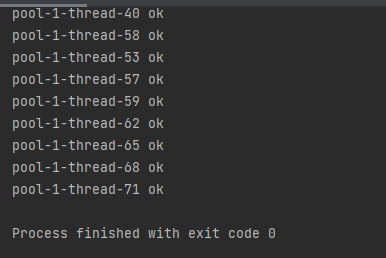 pool-1-thread-40 ok
pool-1-thread-58 ok
pool-1-thread-53 ok
pool-1-thread-57 ok
pool-1-thread-59 ok
pool-1-thread-62 ok
pool-1-thread-65 ok
pool-1-thread-68 ok
pool-1-thread-71 ok
Process finished with exit code 0